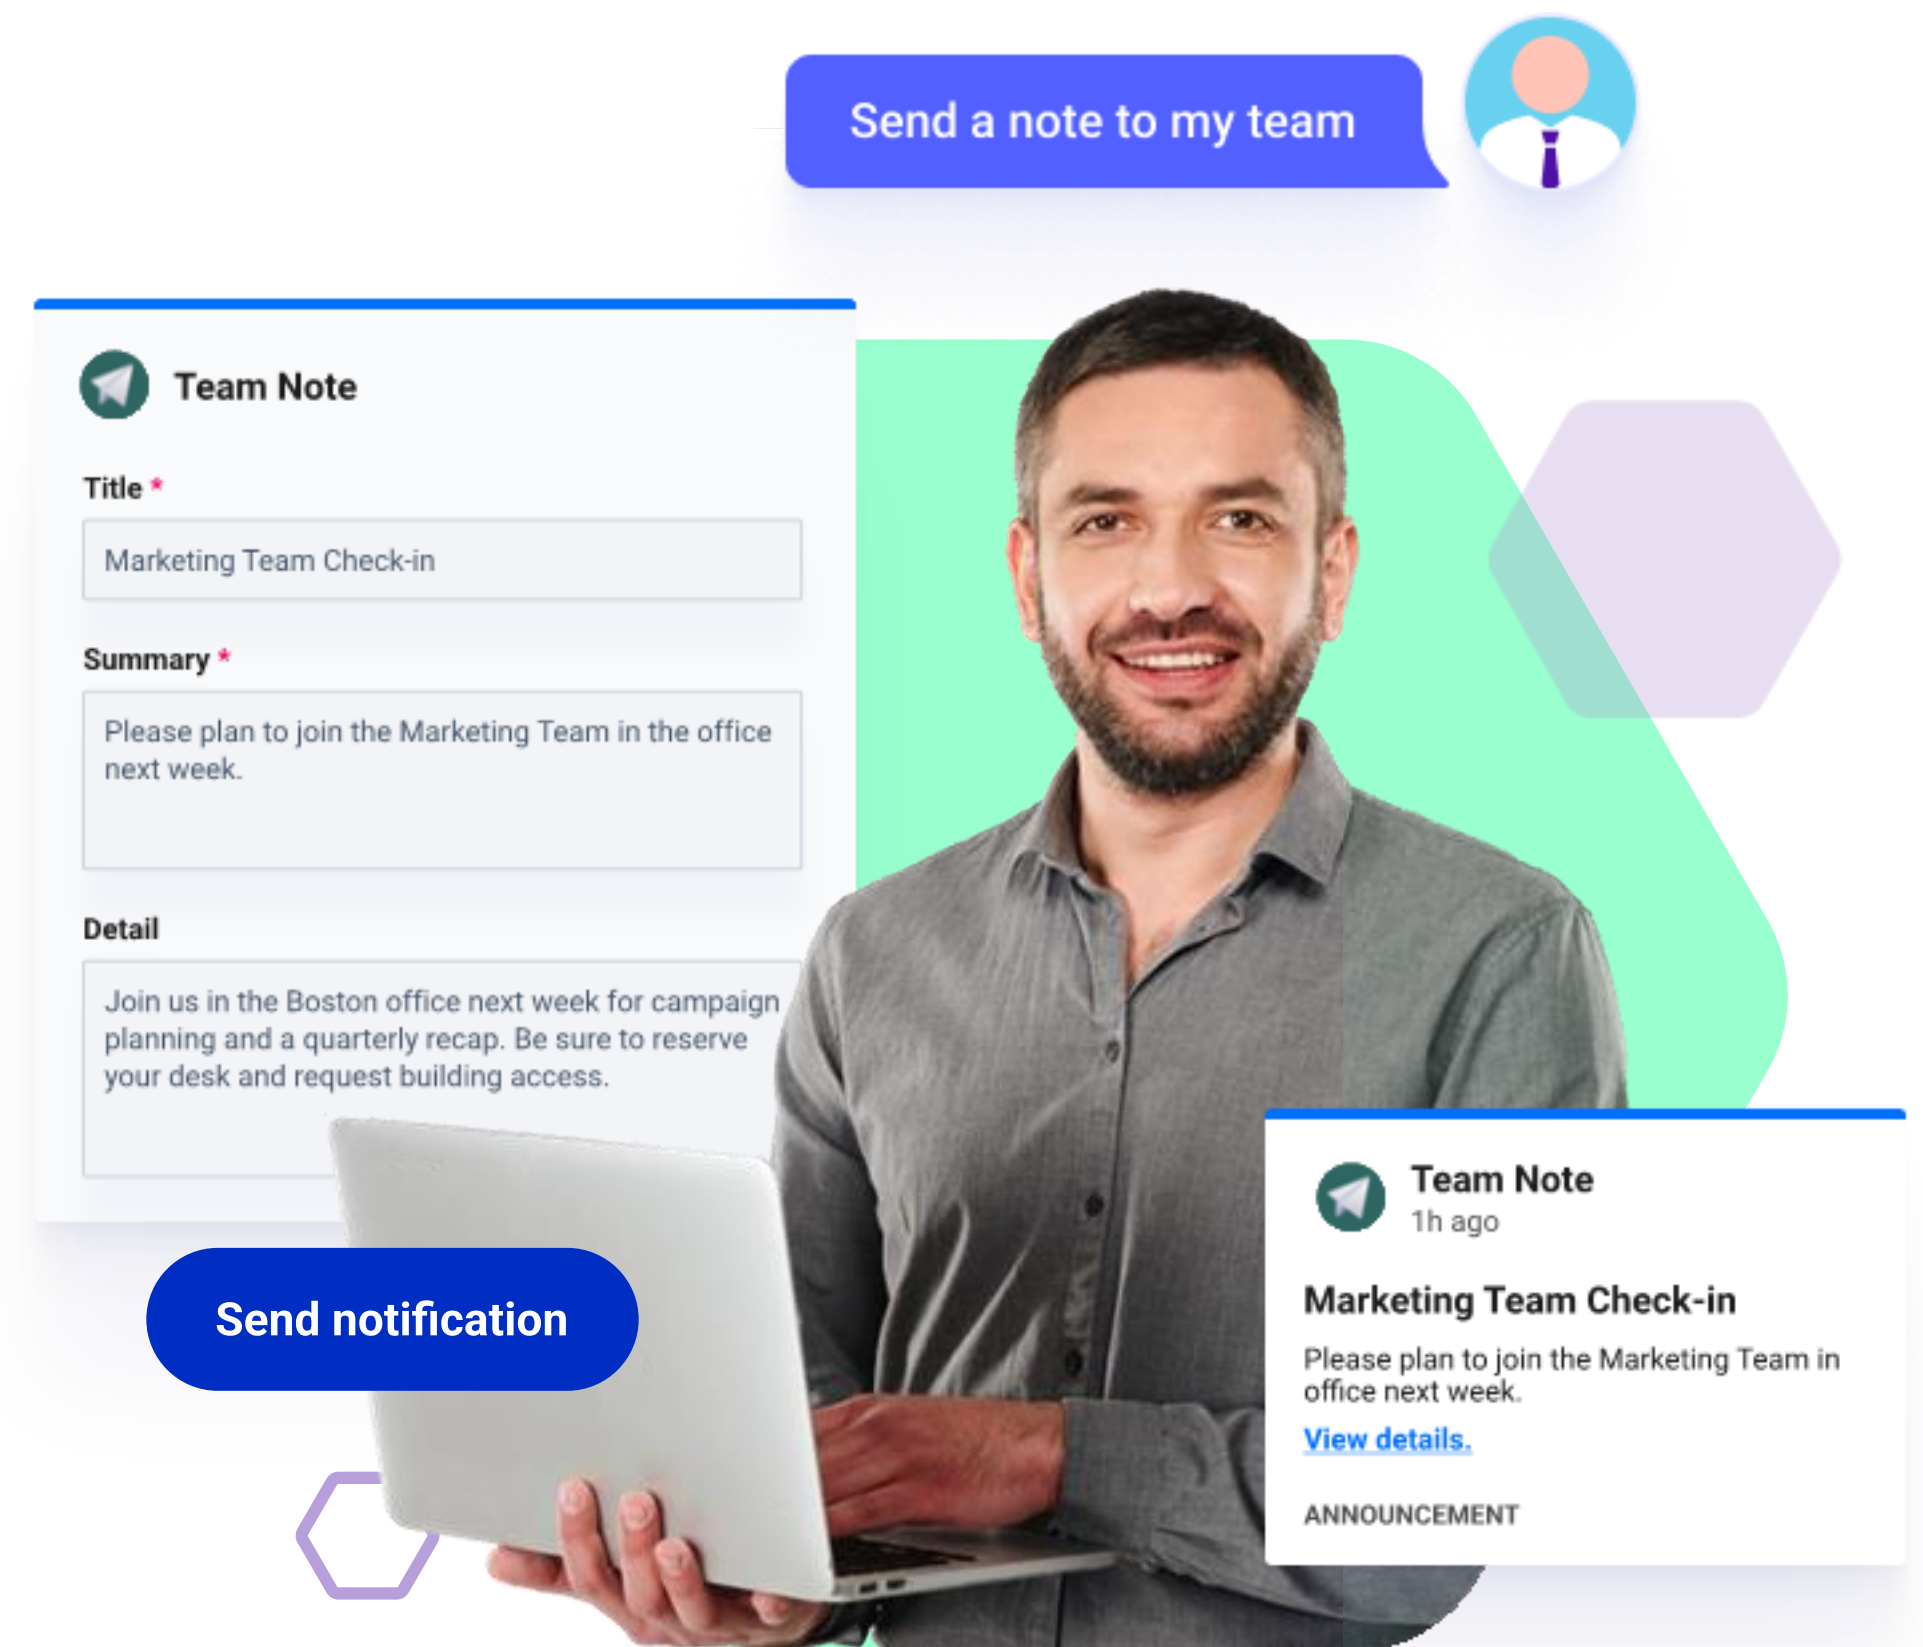 Send a note to my team
Team Note
Title *
Marketing Team Check-in
Summary *
Please plan to join the Marketing Team in the office
next week.
Detail
Join us in the Boston office next week for campaign
planning and a quarterly recap. Be sure to reserve
your desk and request building access.
Send notification
Team Note
1h ago
Marketing Team Check-in
Please plan to join the Marketing Team in
office next week.
View details.
ANNOUNCEMENT